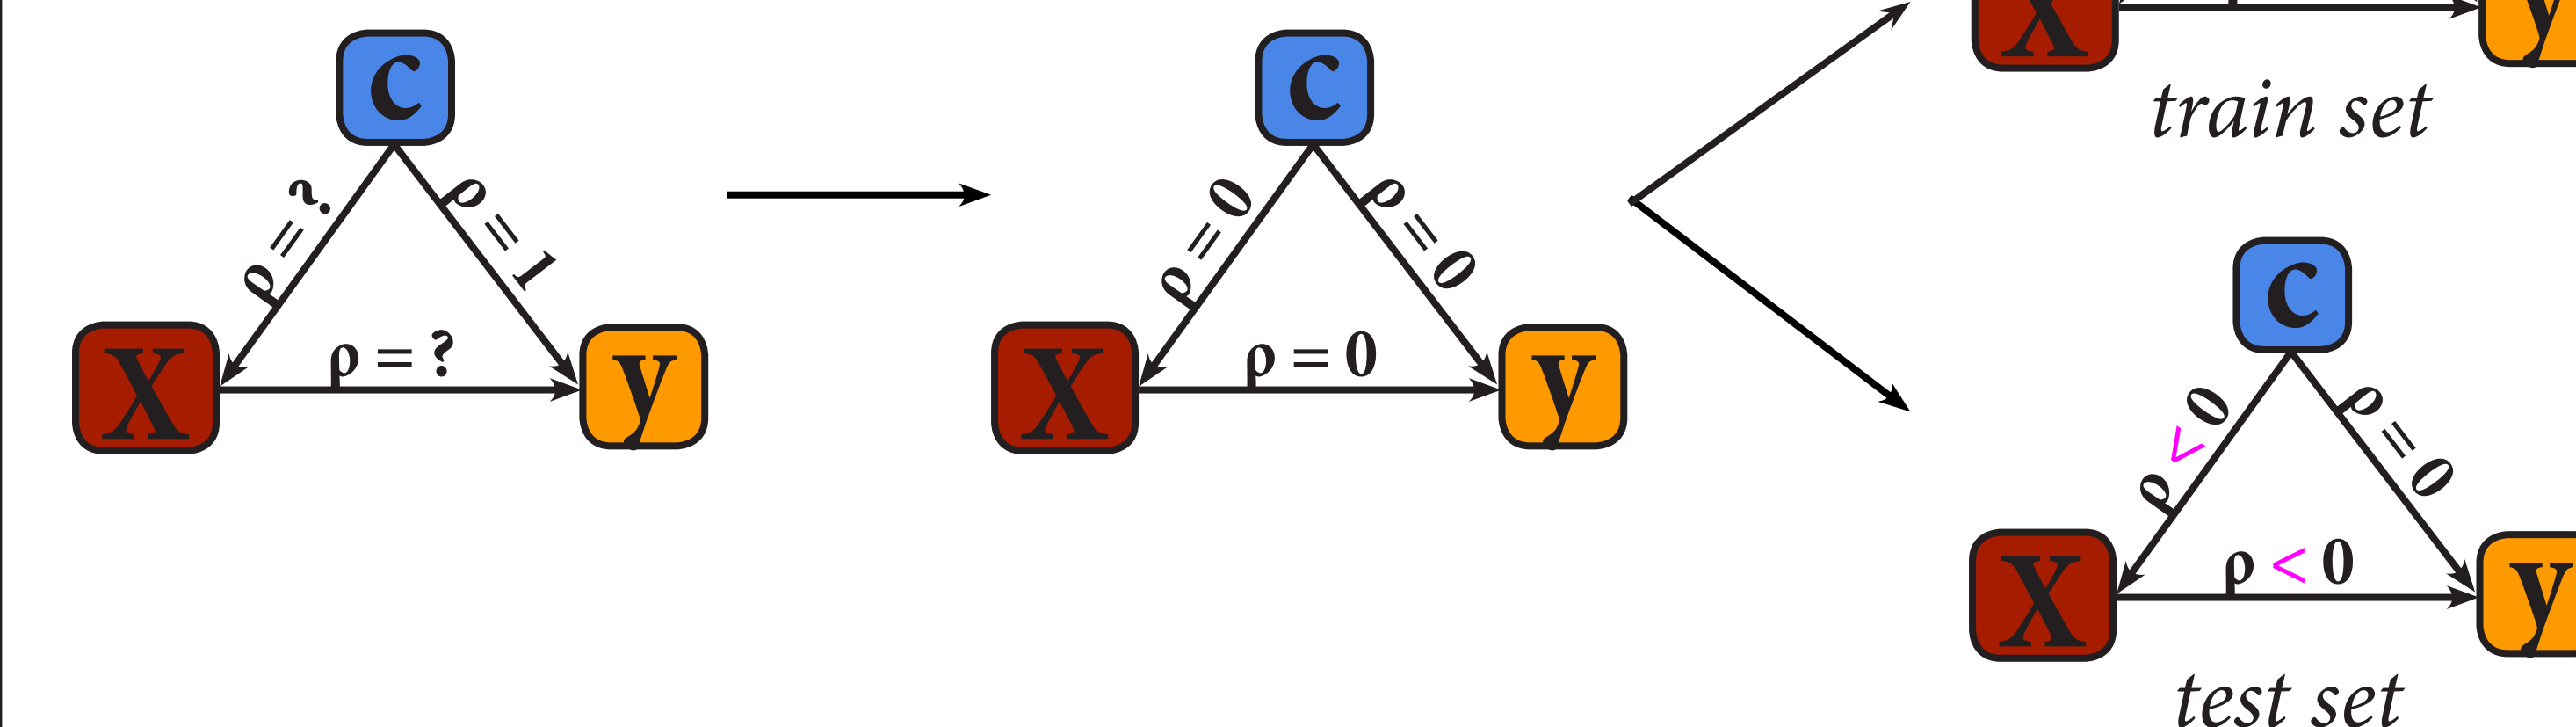 c
ρ = ?
ρ = 1
X
ρ = ?
y
c
ρ = 0
ρ = 0
X
ρ = 0
y
X
y
train set
c
ρ < 0
ρ = 0
X
ρ < 0
y
test set